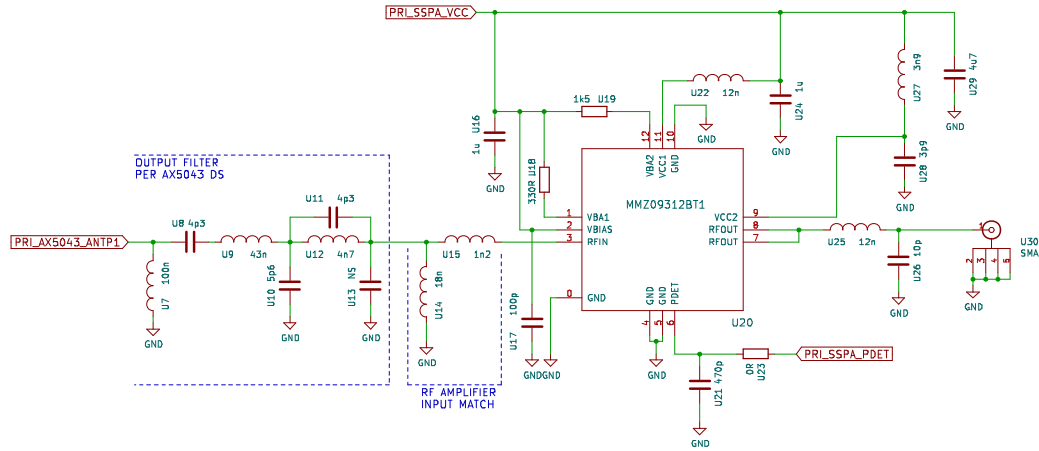 PRI_SSPA_VCC
3n9
U27
4u7
U29
U22
12n
1u
U24
1k5 U19
U16
1u
GND
GND
GND
GND
12
11
10
VBA2
VCC1
GND
330R U18
3p9
U28
GND
OUTPUT FILTER
PER AX5043 DS
U11
4p3
MMZ09312BT1
1
VBA1
2
VBIAS
3
RFIN
0
GND
VCC2
9
RFOUT
8
RFOUT
7
PRI_AX5043_ANTP1
U8 4p3
U9
43n
U12
4n7
U15
1n2
U25
12n
10p
U26
1
U30
SMA
2
3
4
5
GND
GND
100n
U7
5p6
U10
NS
U13
18n
U14
100p
U17
GND
GND
PDET
4
5
6
U20
GND
GND
GND
GND
GND
GND
GND
PRI_SSPA_PDET
0R
U23
470p
U21
GND
RF AMPLIFIER
INPUT MATCH